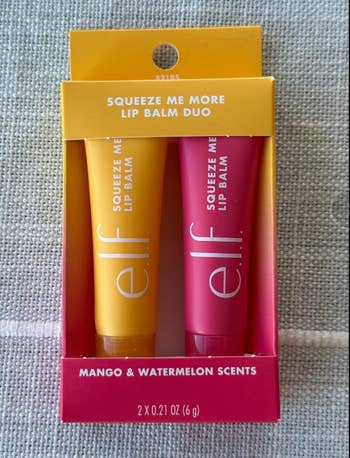 82195
SQUEEZE ME MORE
LIP BALM DUO
SQUEEZE ME
LIP BALM
e.l.f.
SQUEEZE ME
LIP BALM
e.l.f.
MANGO & WATERMELON SCENTS
2 X 0.21 OZ (6 g)